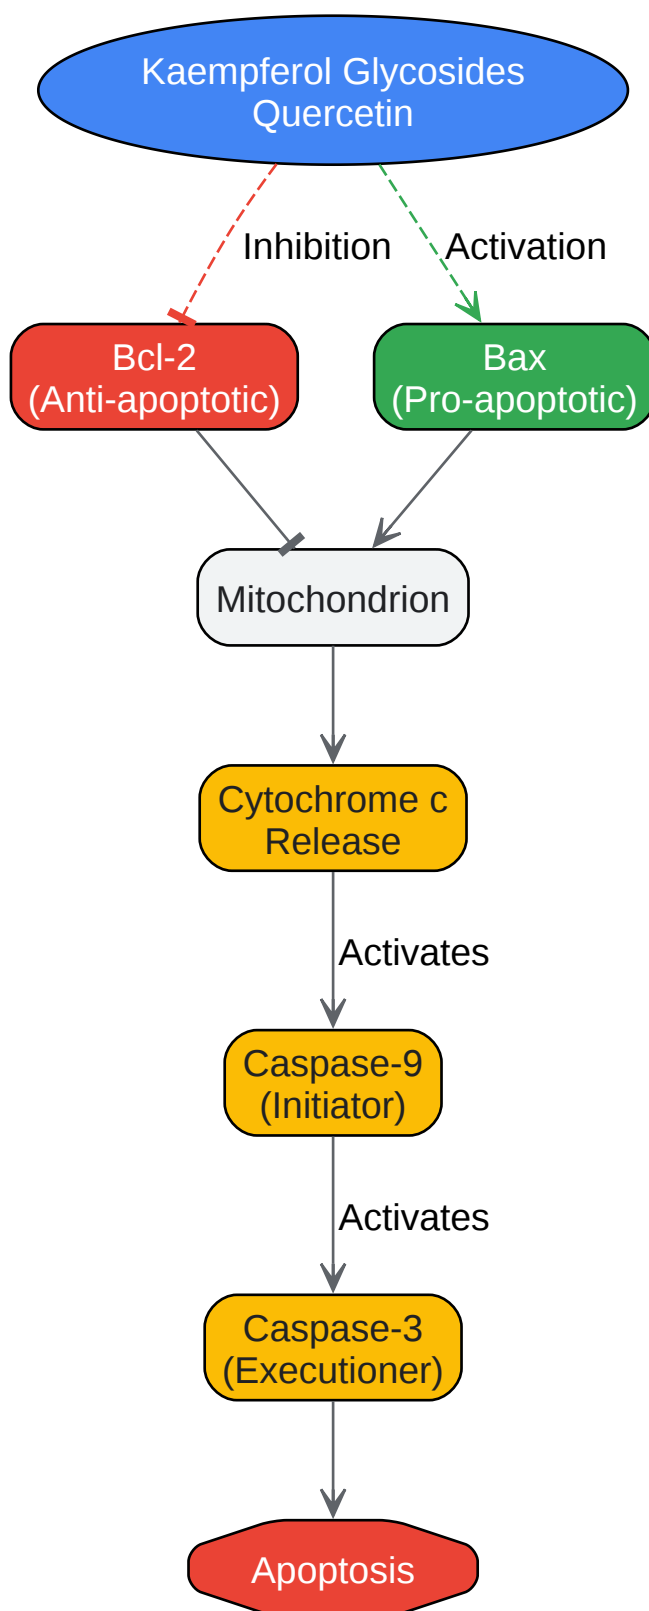 Kaempferol Glycosides
Quercetin
Inhibition
Activation
Bcl-2
(Anti-apoptotic)
Bax
(Pro-apoptotic)
Mitochondrion
Cytochrome c
Release
Activates
Caspase-9
(Initiator)
Activates
Caspase-3
(Executioner)
Apoptosis